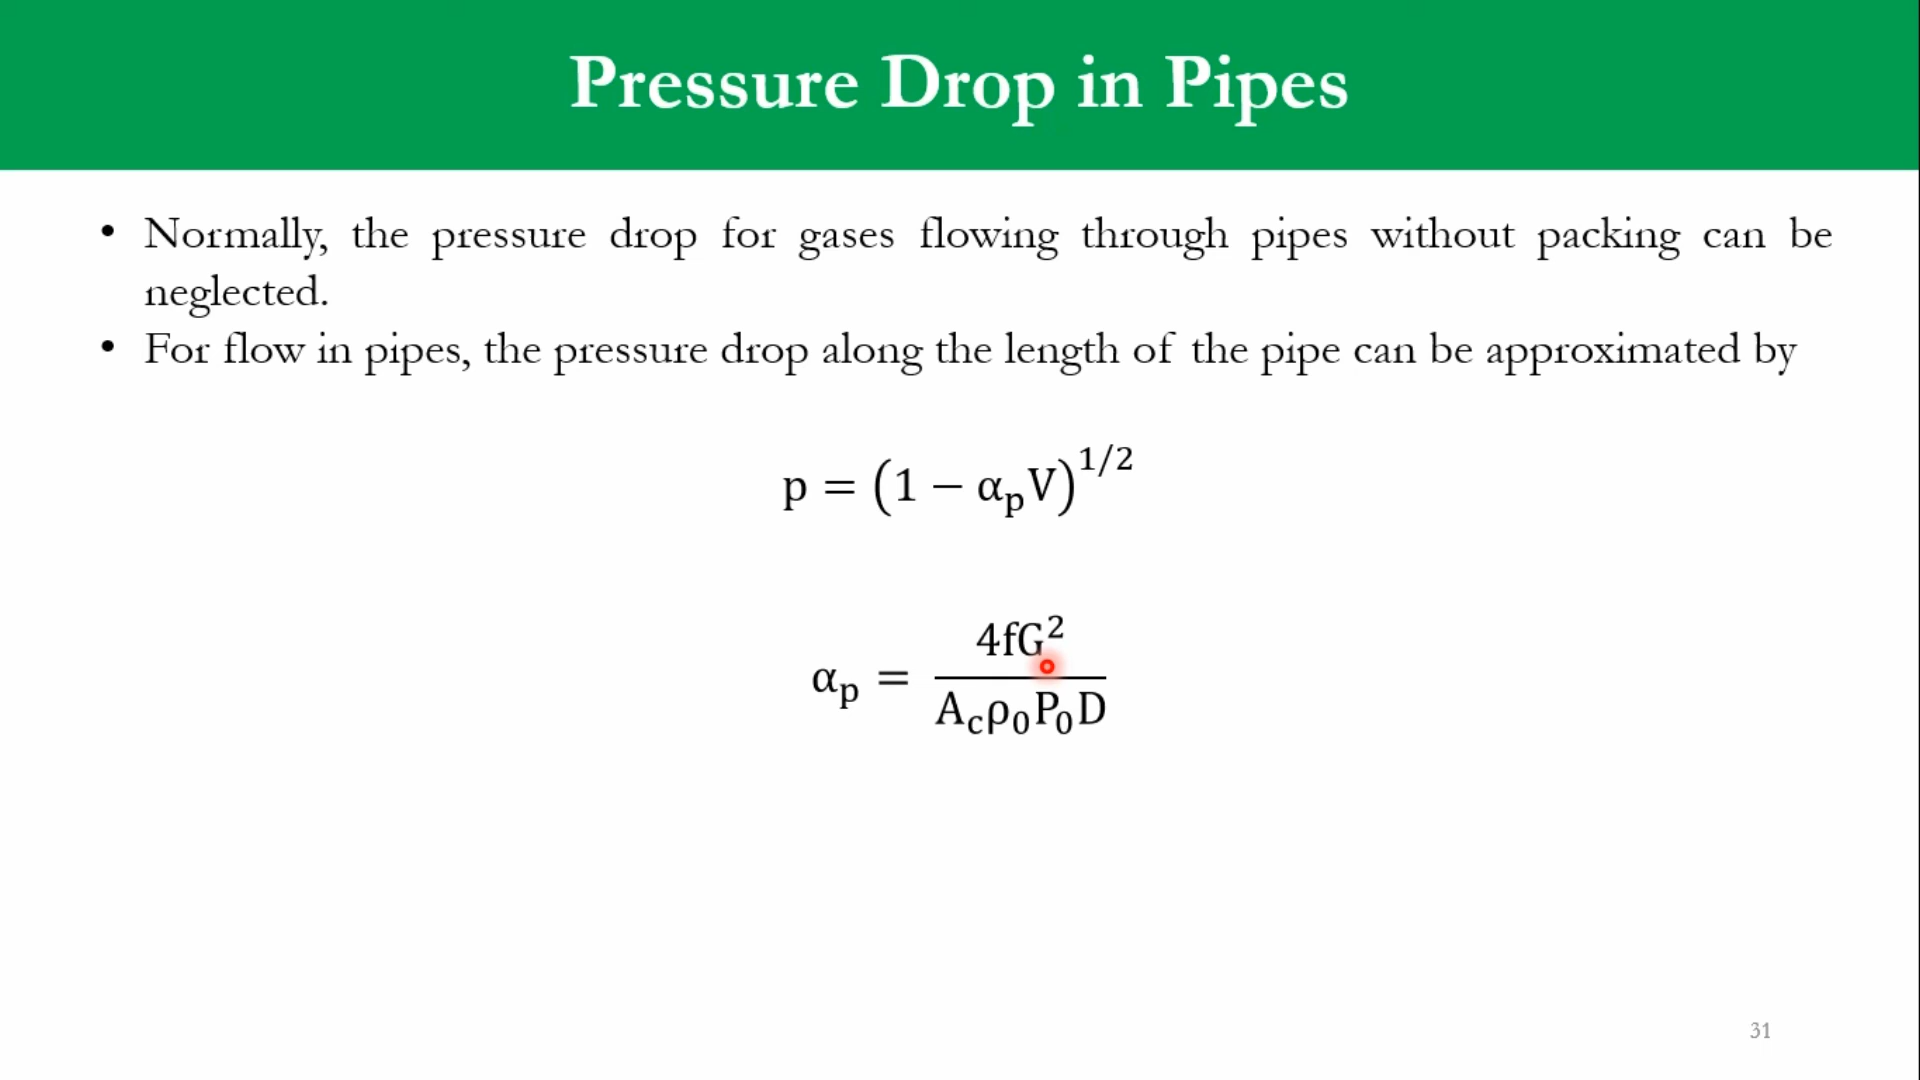 Pressure Drop in Pipes
• Normally, the pressure drop for gases flowing through pipes without packing can be
neglected.
• For flow in pipes, the pressure drop along the length of the pipe can be approximated by
p = (1 − αₚV)^{1/2}
αₚ = 4fG² / A_cρ₀P₀D
31